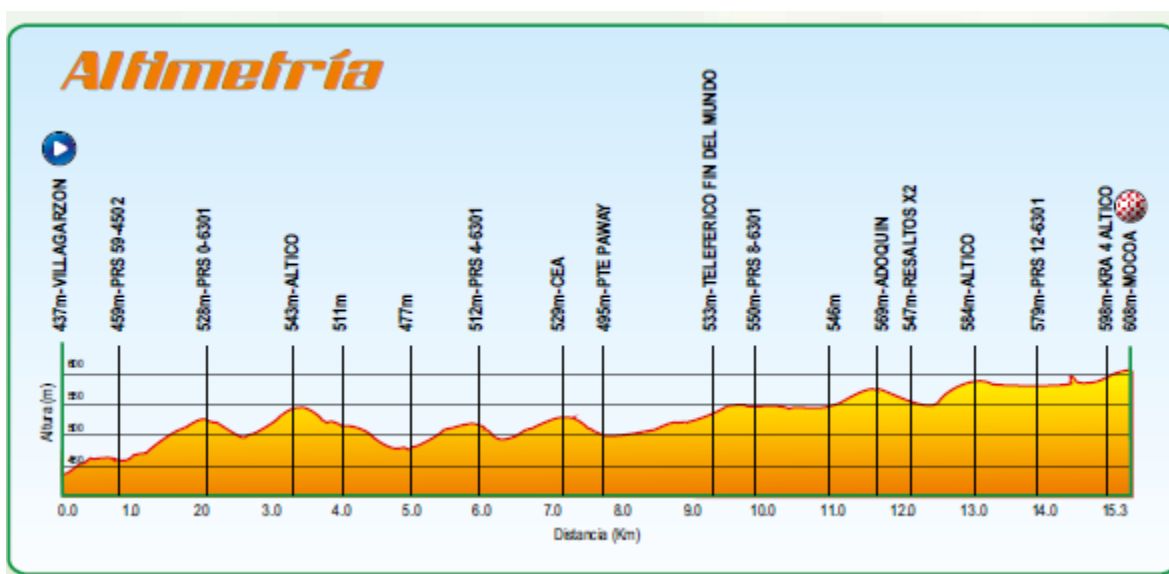 Altimetría
437m-VILLAGARZON
459m-PRS 59-4502
528m-PRS 0-6301
543m-ALTICO
511m
477m
512m-PRS 4-6301
529m-CEA
495m-PTE PAWAY
533m-TELEFERICO FIN DEL MUNDO
550m-PRS 8-6301
546m
569m-ADOQUIN
547m-RESALTOS X2
584m-ALTICO
579m-PRS 12-6301
598m-KRA 4 ALTICO
608m-MOCOA
Altura (m)
600
550
500
450
0.0 1.0 20 3.0 4.0 5.0 6.0 7.0 8.0 9.0 10.0 11.0 12.0 13.0 14.0 15.3
Distancia (Km)